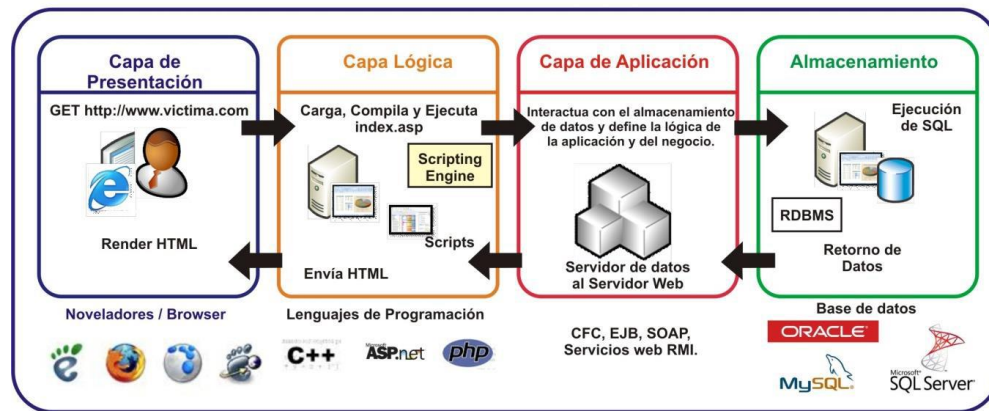 Capa de
Presentación
GET http://www.victima.com
Render HTML
Noveladores / Browser
Capa Lógica
Carga, Compila y Ejecuta
index.asp
Scripting
Engine
Scripts
Envía HTML
Lenguajes de Programación
C++
Microsoft
ASP.net
php
Capa de Aplicación
Interactua con el almacenamiento
de datos y define la lógica de
la aplicación y del negocio.
Servidor de datos
al Servidor Web
CFC, EJB, SOAP,
Servicios web RMI.
Almacenamiento
Ejecución
de SQL
RDBMS
Retorno de
Datos
Base de datos
ORACLE
MySQL
Microsoft
SQL Server